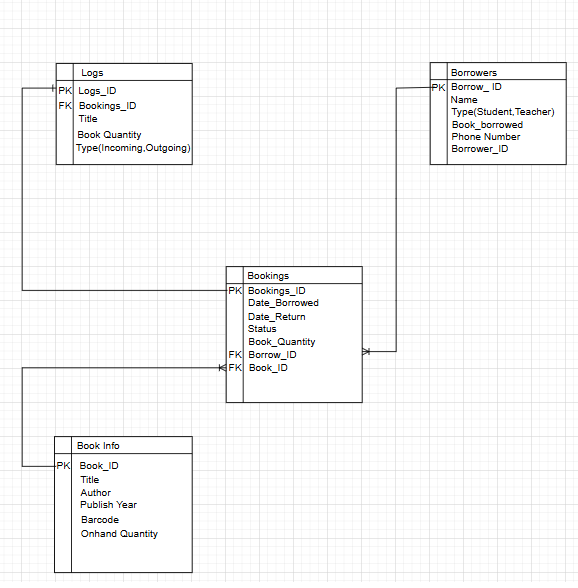 Logs
PK Logs_ID
FK Bookings_ID
Title
Book Quantity
Type(Incoming,Outgoing)
Borrowers
PK Borrow_ ID
Name
Type(Student,Teacher)
Book_borrowed
Phone Number
Borrower_ID
Bookings
PK Bookings_ID
Date_Borrowed
Date_Return
Status
Book_Quantity
FK Borrow_ID
FK Book_ID
Book Info
PK Book_ID
Title
Author
Publish Year
Barcode
Onhand Quantity